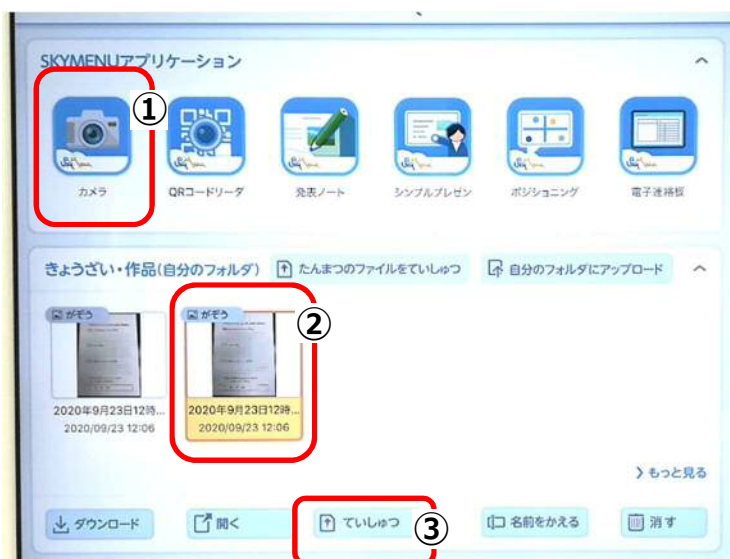 SKYMENUアプリケーション
①
カメラ
QRコードリーダ
発表ノート
シンプルプレゼン
ポジショニング
電子連絡板
きょうざい・作品(自分のフォルダ)
たんまつのファイルをていしゅつ
自分のフォルダにアップロード
がぞう
がぞう
②
2020年9月23日12時...
2020/09/23 12:06
2020年9月23日12時...
2020/09/23 12:06
もっと見る
ダウンロード
開く
ていしゅつ
③
名前をかえる
消す